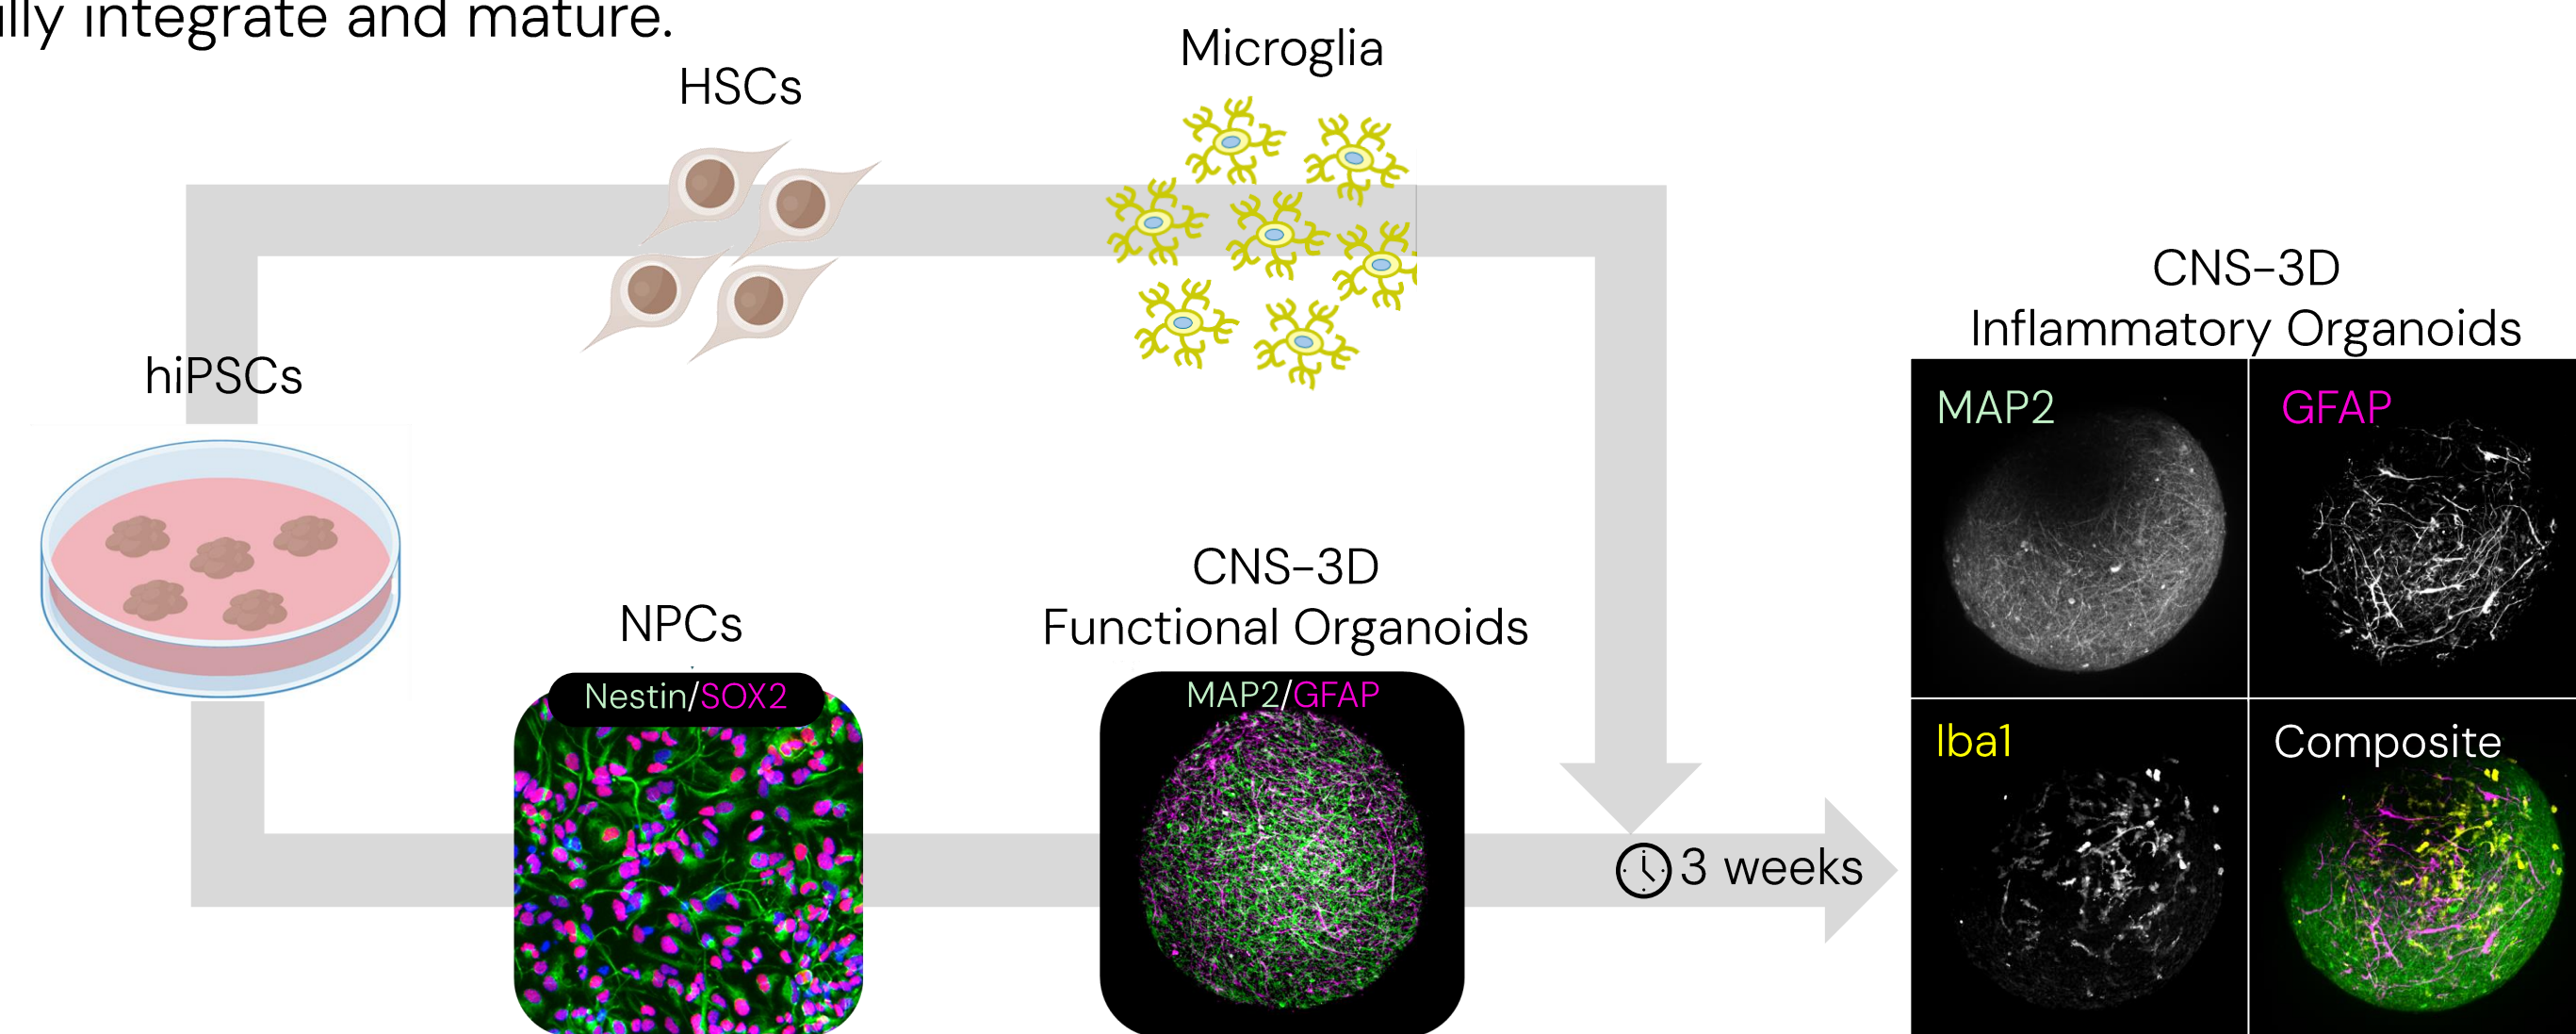 integrate and mature.
HSCs
Microglia
hiPSCs
NPCs
Nestin/SOX2
CNS-3D
Functional Organoids
MAP2/GFAP
3 weeks
CNS-3D
Inflammatory Organoids
MAP2
GFAP
Iba1
Composite